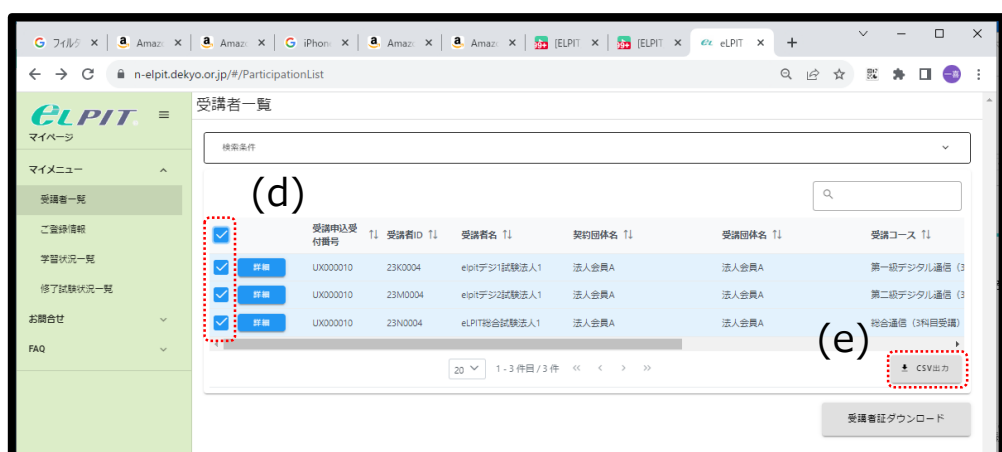 フィルタ
Amaz
Amaz
iPhon
Amaz
Amaz
[ELPIT
[ELPIT
eLPIT
n-elpit.dekyo.or.jp/#/ParticipationList
一喜
eLPIT
マイページ
マイメニュー
受講者一覧
ご登録情報
学習状況一覧
修了試験状況一覧
お問合せ
FAQ
受講者一覧
検索条件
(d)
受講申込受付番号 受講者ID 受講者名 契約団体名 受講団体名 受講コース
詳細 UX000010 23K0004 elpitデジ1試験法人1 法人会員A 法人会員A 第一級デジタル通信（3
詳細 UX000010 23M0004 elpitデジ2試験法人1 法人会員A 法人会員A 第二級デジタル通信（3
詳細 UX000010 23N0004 eLPIT総合試験法人1 法人会員A 法人会員A 総合通信（3科目受講）
(e)
20 1 - 3 件目 / 3 件 << < > >>
CSV出力
受講者証ダウンロード